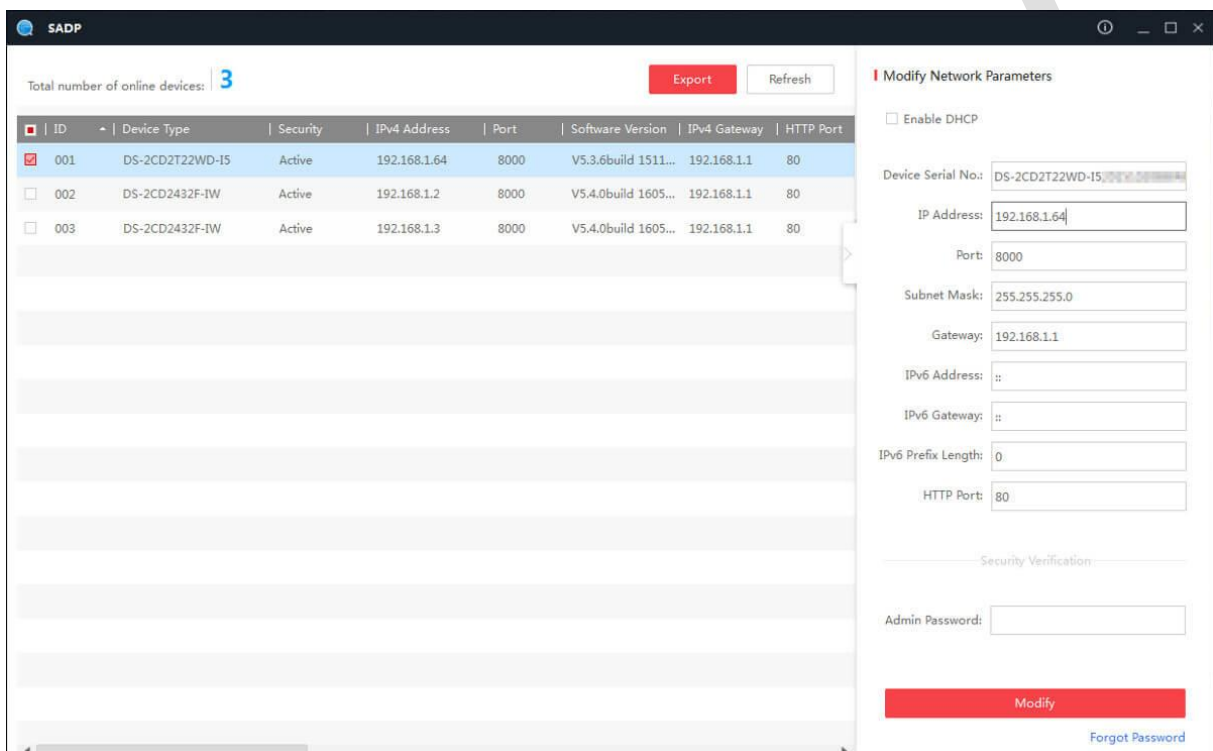 SADP
Total number of online devices: 3
Export Refresh
ID Device Type Security IPv4 Address Port Software Version IPv4 Gateway HTTP Port
001 DS-2CD2T22WD-I5 Active 192.168.1.64 8000 V5.3.6build 1511... 192.168.1.1 80
002 DS-2CD2432F-IW Active 192.168.1.2 8000 V5.4.0build 1605... 192.168.1.1 80
003 DS-2CD2432F-IW Active 192.168.1.3 8000 V5.4.0build 1605... 192.168.1.1 80
Modify Network Parameters
Enable DHCP
Device Serial No.: DS-2CD2T22WD-I5
IP Address: 192.168.1.64
Port: 8000
Subnet Mask: 255.255.255.0
Gateway: 192.168.1.1
IPv6 Address: ::
IPv6 Gateway: ::
IPv6 Prefix Length: 0
HTTP Port: 80
Security Verification
Admin Password:
Modify
Forgot Password